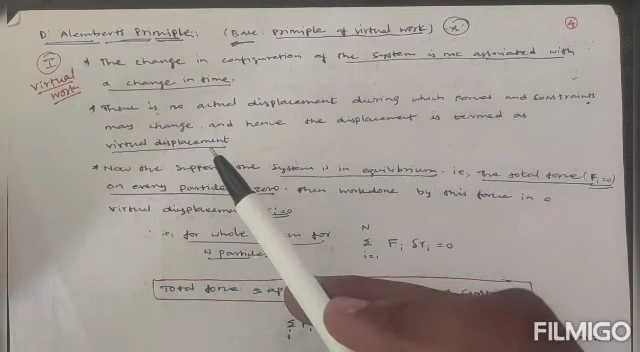 D'Alembert's Principle:: (Base: principle of virtual work) (x) 4
I * The change in configuration of the system is not associated with
virtual work
a change in time.
* There is no actual displacement during which forces and constraints
may change, and hence the displacement is termed as
virtual displacement
* Now the system is in equilibrium. ie, the total force (Fi=0)
on every particle zero. then workdone by this force in a
virtual displacement i=0
∴ ie, for whole for
N particle
N
Σ Fi δri = 0
i=1
Total force =
Σ
i
FILMIGO